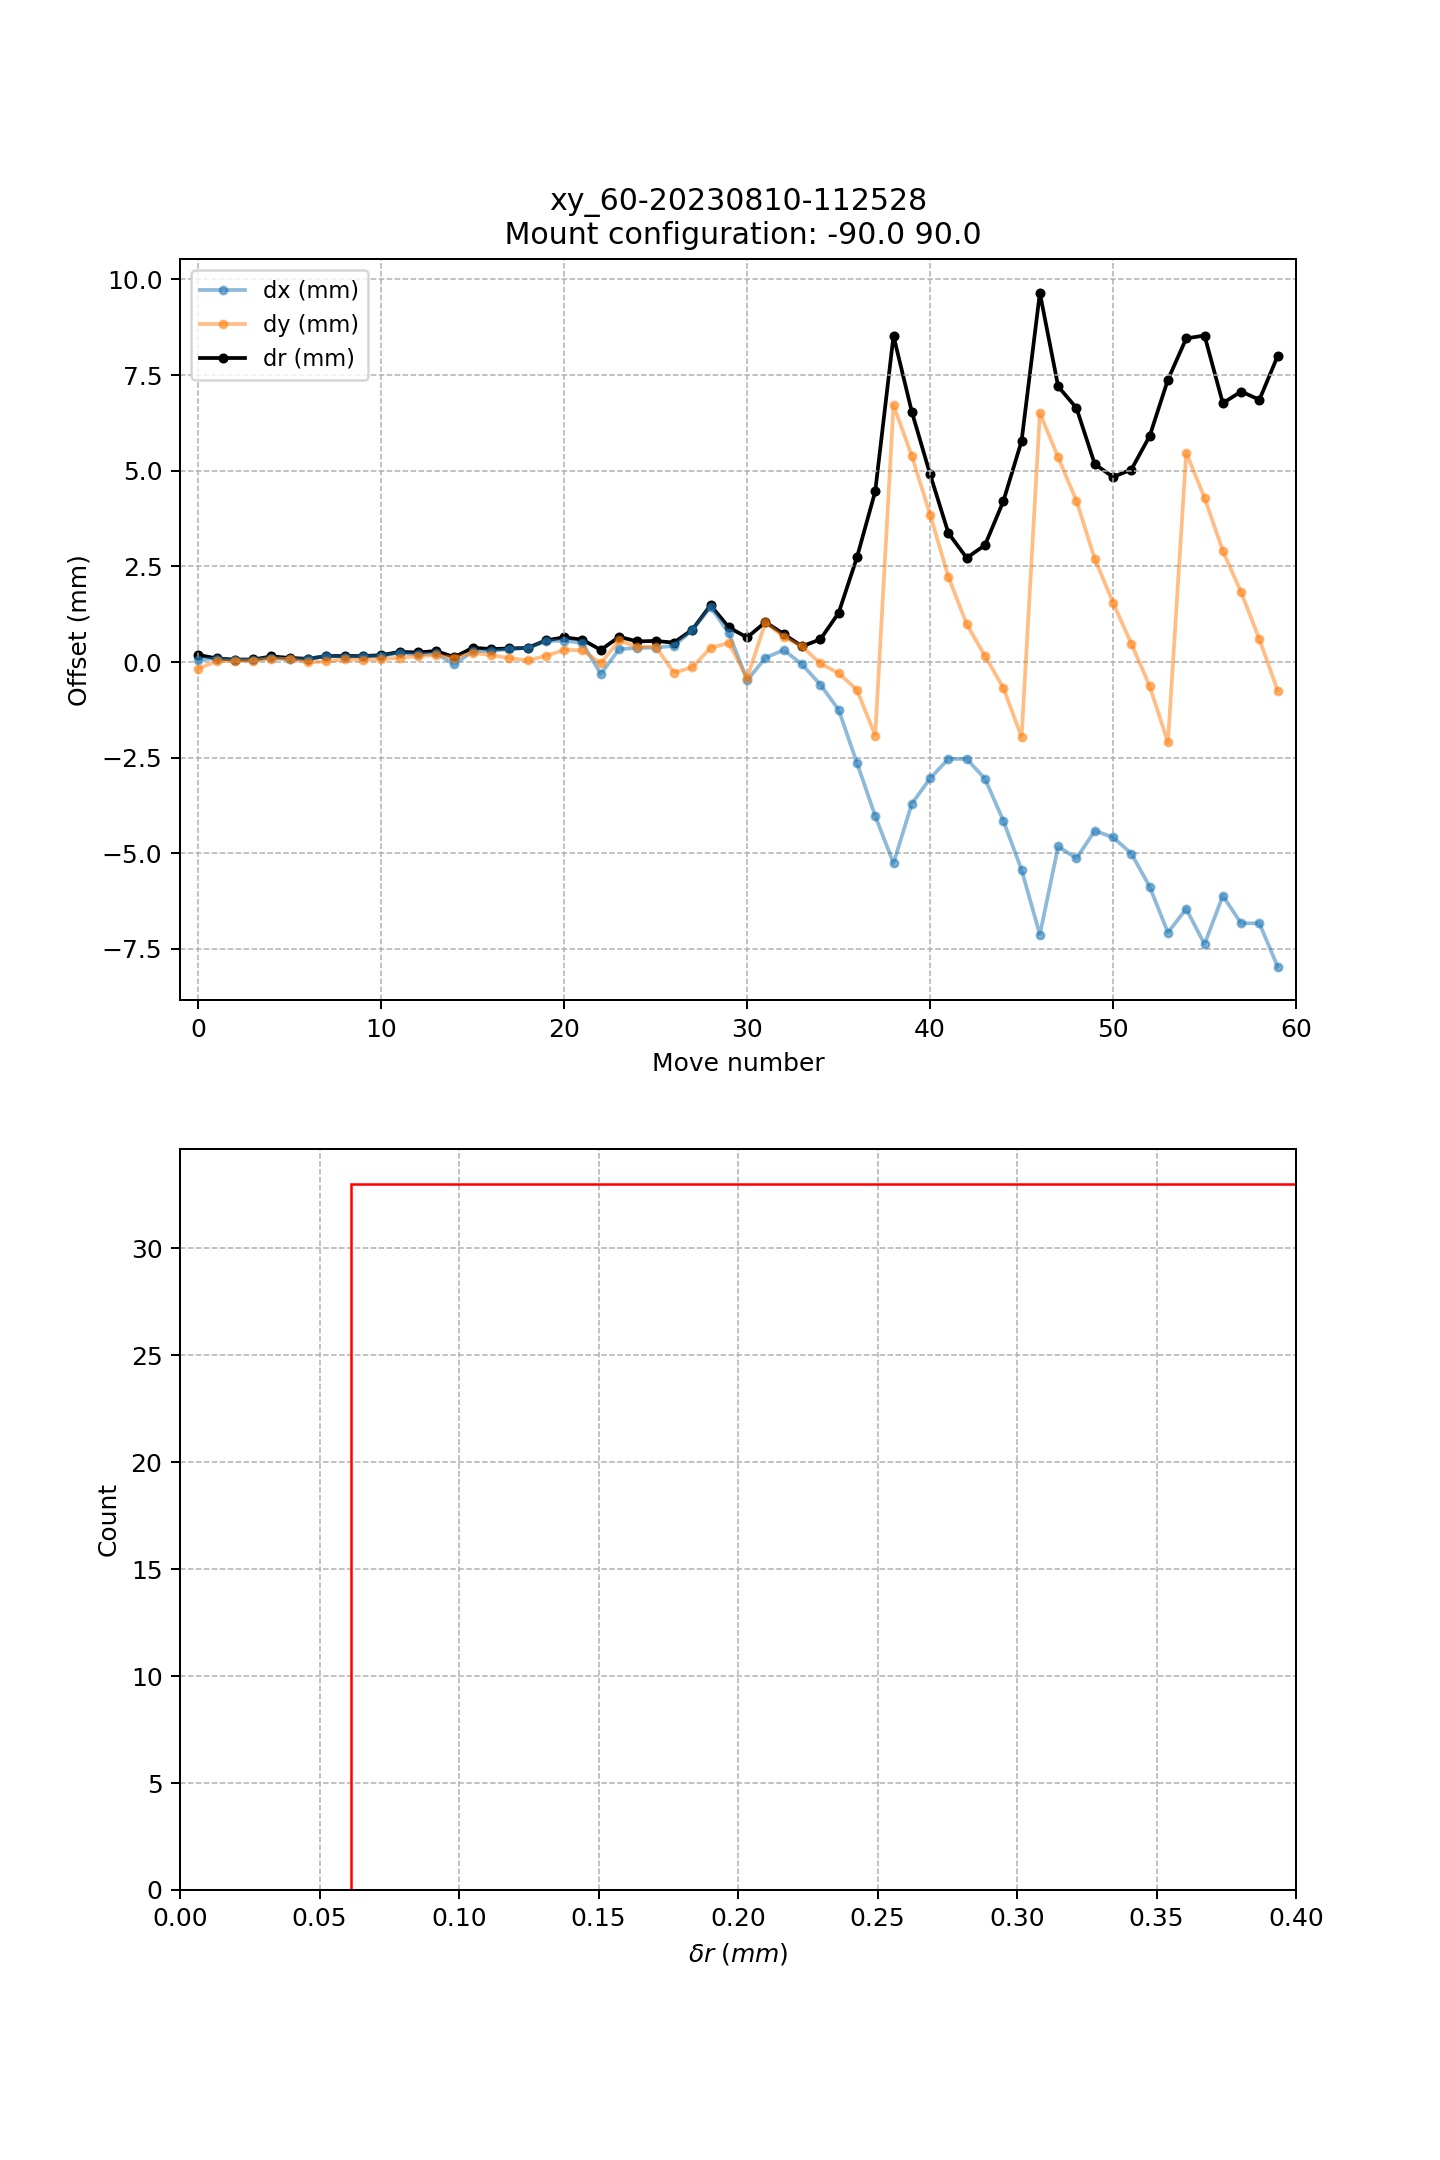 xy_60-20230810-112528
Mount configuration: -90.0 90.0
dx (mm)
dy (mm)
dr (mm)
10.0
7.5
5.0
2.5
0.0
−2.5
−5.0
−7.5
Offset (mm)
0 10 20 30 40 50 60
Move number
30
25
20
15
10
5
0
Count
0.00 0.05 0.10 0.15 0.20 0.25 0.30 0.35 0.40
δr (mm)